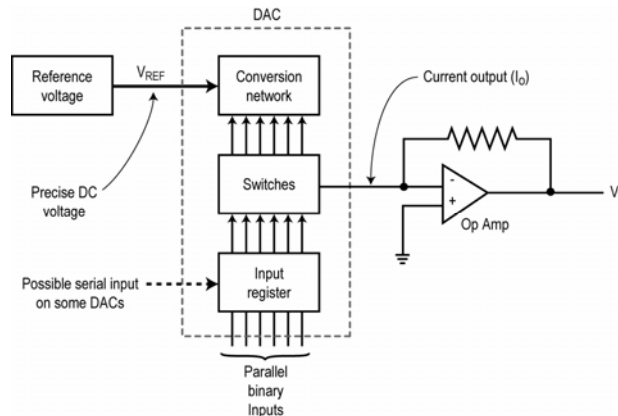 DAC
Reference
voltage
VREF
Conversion
network
Current output (IO)
Precise DC
voltage
Switches
-
+
Op Amp
V
Possible serial input
on some DACs
Input
register
Parallel
binary
Inputs